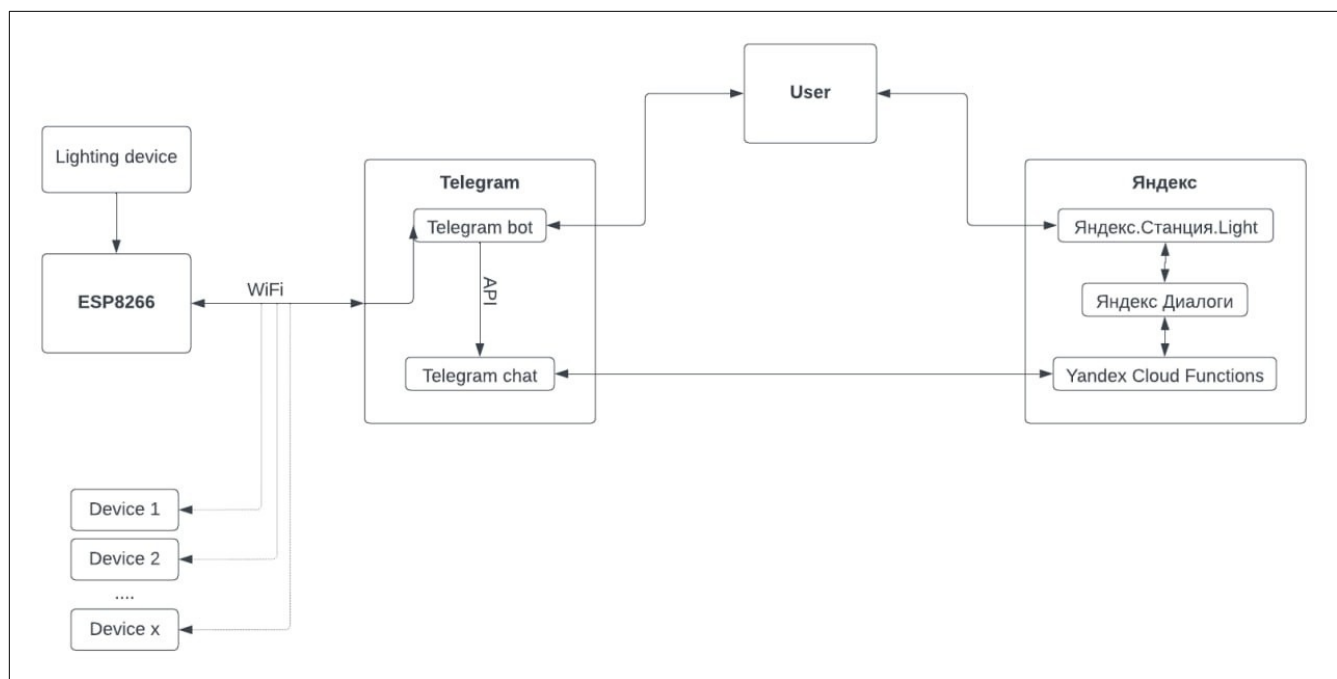 User
Lighting device
Telegram
Яндекс
Telegram bot
Яндекс.Станция.Light
ESP8266
WiFi
API
Яндекс Диалоги
Telegram chat
Yandex Cloud Functions
Device 1
Device 2
....
Device x